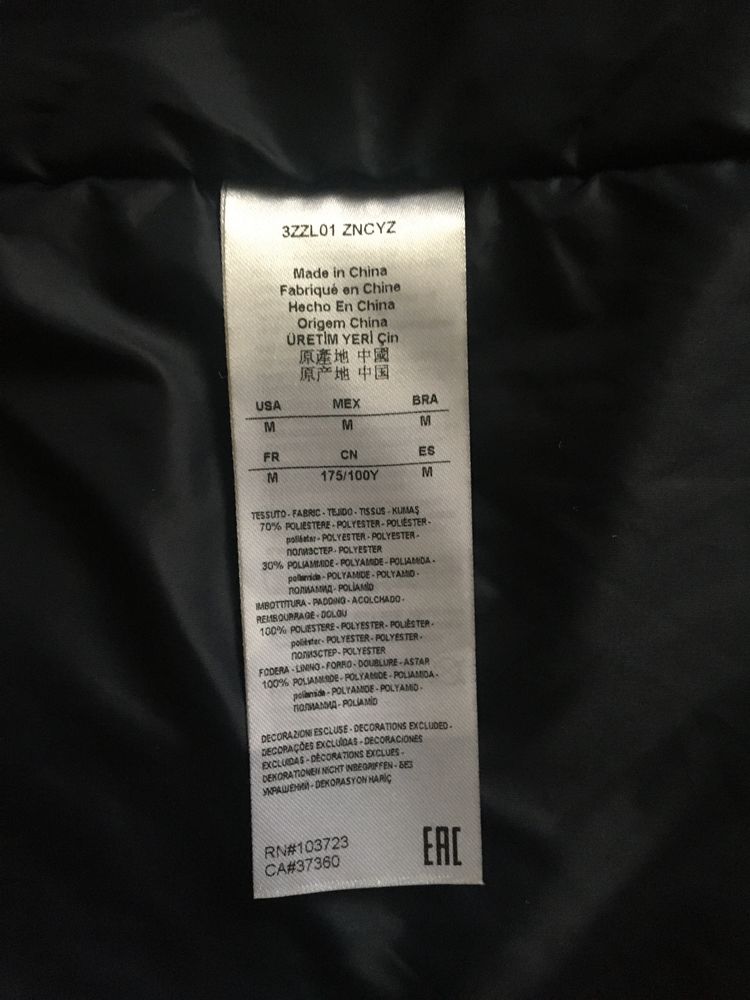 3ZZL01 ZNCYZ
Made in China
Fabriqué en Chine
Hecho En China
Origem China
ÜRETİM YERİ Çin
原產地 中國
原产地 中国
USA MEX BRA
M M M
FR CN ES
M 175/100Y M
TESSUTO - FABRIC - TEJIDO - TISSUS - KUMAŞ
70% POLIESTERE - POLYESTER - POLIÈSTER -
poliéster - POLYESTER - POLYESTER -
ПОЛИЭСТЕР - POLYESTER
30% POLIAMMIDE - POLYAMIDE - POLIAMIDA -
poliamida - POLYAMIDE - POLYAMID -
ПОЛИАМИД - POLİAMİD
IMBOTTITURA - PADDING - ACOLCHADO -
REMBOURRAGE - DOLGU
100% POLIESTERE - POLYESTER - POLIÈSTER -
poliéster - POLYESTER - POLYESTER -
ПОЛИЭСТЕР - POLYESTER
FODERA - LINING - FORRO - DOUBLURE - ASTAR
100% POLIAMMIDE - POLYAMIDE - POLIAMIDA -
poliamida - POLYAMIDE - POLYAMID -
ПОЛИАМИД - POLİAMİD
DECORAZIONI ESCLUSE - DECORATIONS EXCLUDED -
DECORAÇÕES EXCLUÍDAS - DECORACIONES
EXCLUIDAS - DÈCORATIONS EXCLUES -
DEKORATIONEN NICHT INBEGRIFFEN - БЕЗ
УКРАШЕНИЙ - DEKORASYON HARİÇ
RN#103723
CA#37360
EAC